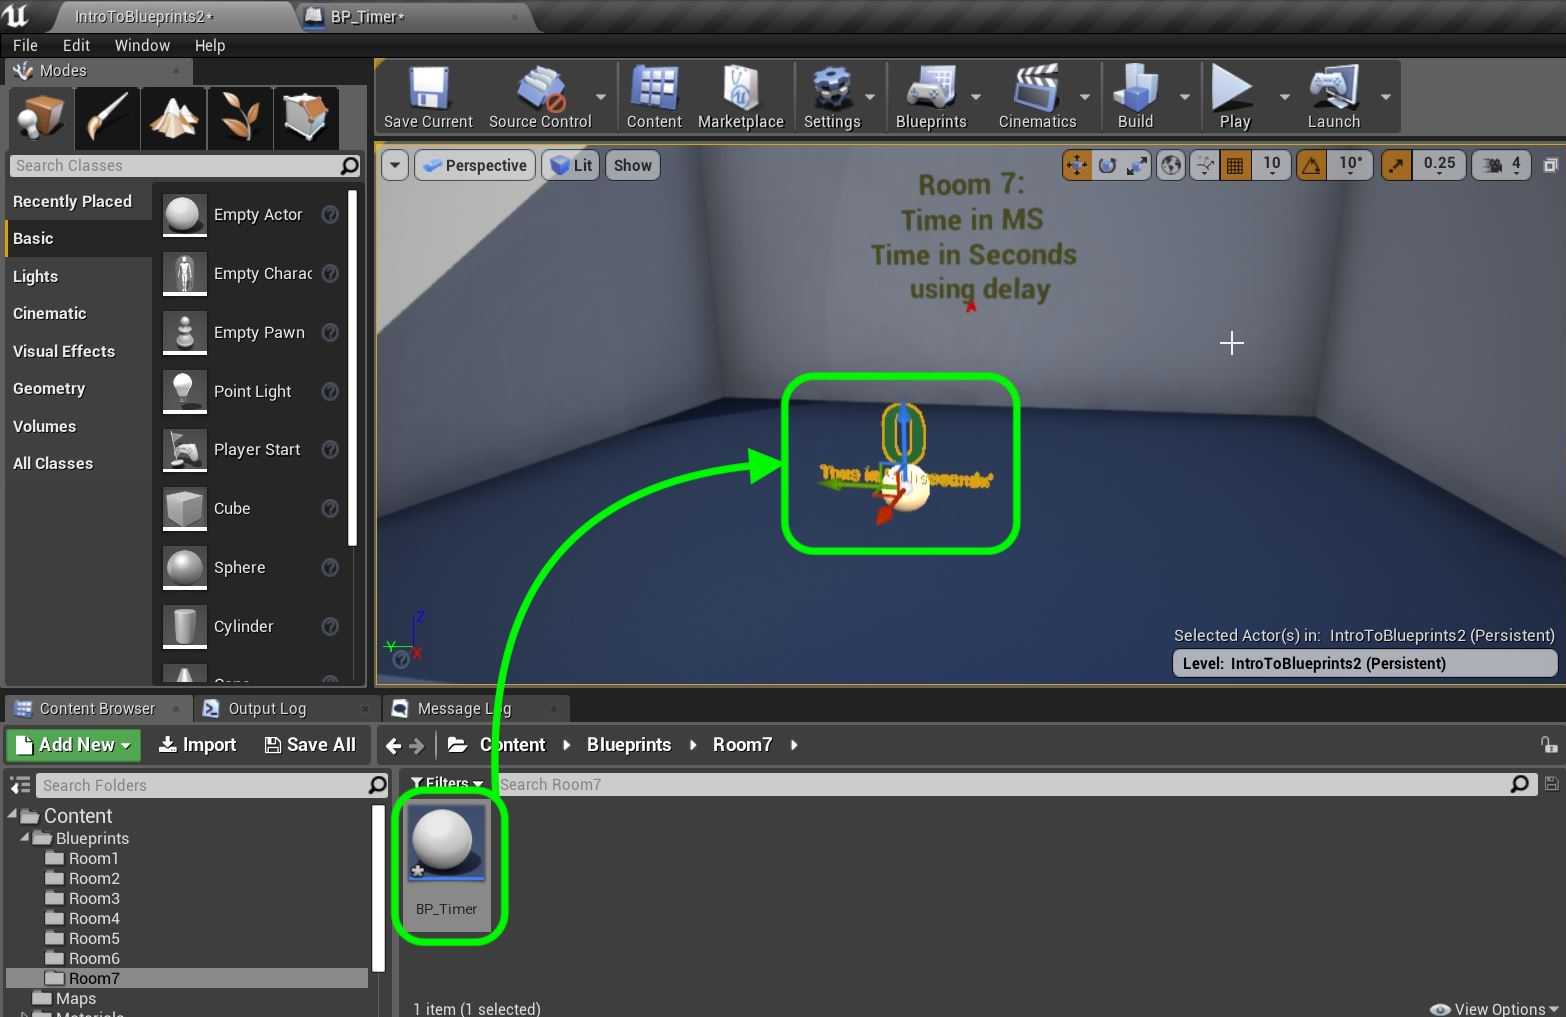 IntroToBlueprints2*
BP_Timer*
File Edit Window Help
Modes
Save Current
Source Control
Content
Marketplace
Settings
Blueprints
Cinematics
Build
Play
Launch
Search Classes
Perspective
Lit
Show
10
10°
0.25
4
Recently Placed
Basic
Lights
Cinematic
Visual Effects
Geometry
Volumes
All Classes
Empty Actor
Empty Charac
Empty Pawn
Point Light
Player Start
Cube
Sphere
Cylinder
Room 7:
Time in MS
Time in Seconds
using delay
0
Z
Y
X
Selected Actor(s) in: IntroToBlueprints2 (Persistent)
Level: IntroToBlueprints2 (Persistent)
Content Browser
Output Log
Message Log
Add New
Import
Save All
Content
Blueprints
Room7
Search Folders
Filters
Search Room7
Content
Blueprints
Room1
Room2
Room3
Room4
Room5
Room6
Room7
Maps
BP_Timer
1 item (1 selected)
View Options